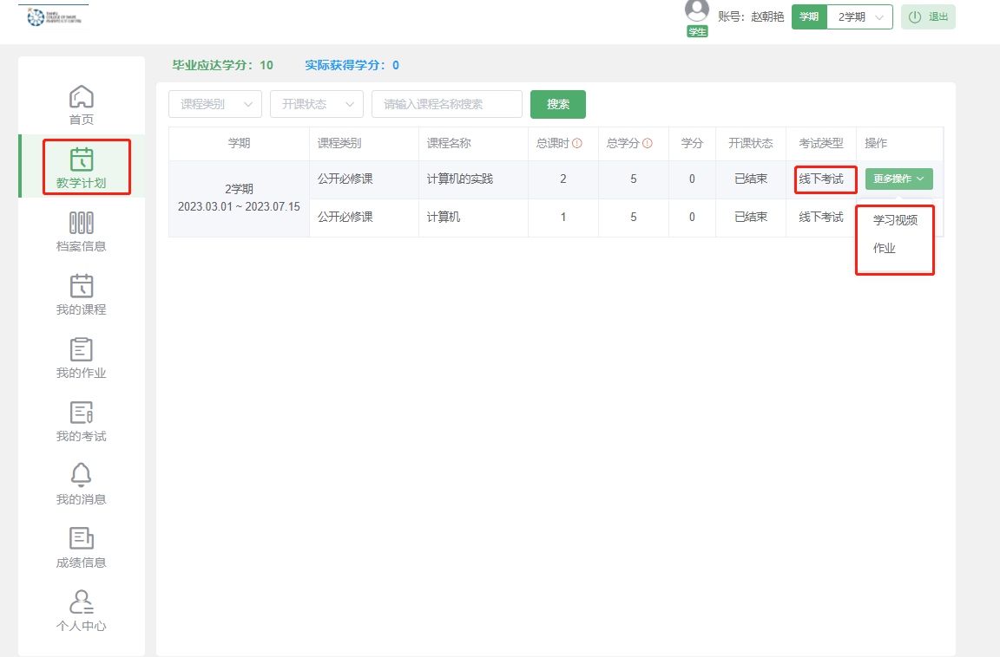 账号：赵朝艳
学期
2学期
退出
学生
毕业应达学分：10
实际获得学分：0
首页
教学计划
档案信息
我的课程
我的作业
我的考试
我的消息
成绩信息
个人中心
课程类别
开课状态
请输入课程名称搜索
搜索
学期 课程类别 课程名称 总课时 总学分 学分 开课状态 考试类型 操作
2学期
2023.03.01 ~ 2023.07.15
公开必修课 计算机的实践 2 5 0 已结束 线下考试 更多操作
公开必修课 计算机 1 5 0 已结束 线下考试
学习视频
作业